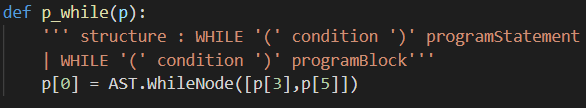 def p_while(p):
    ''' structure : WHILE '(' condition ')' programStatement
    | WHILE '(' condition ')' programBlock'''
    p[0] = AST.WhileNode([p[3],p[5]])